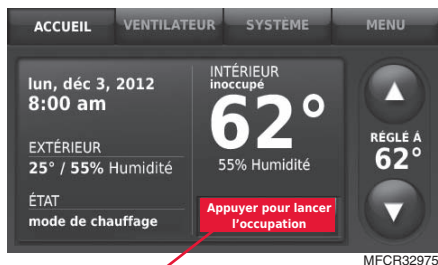 ACCUEIL VENTILATEUR SYSTÈME MENU
lun, déc 3, 2012
8:00 am
EXTÉRIEUR
25° / 55% Humidité
ÉTAT
mode de chauffage
INTÉRIEUR
inoccupé
62°
55% Humidité
Appuyer pour lancer
l’occupation
RÉGLÉ À
62°
MFCR32975